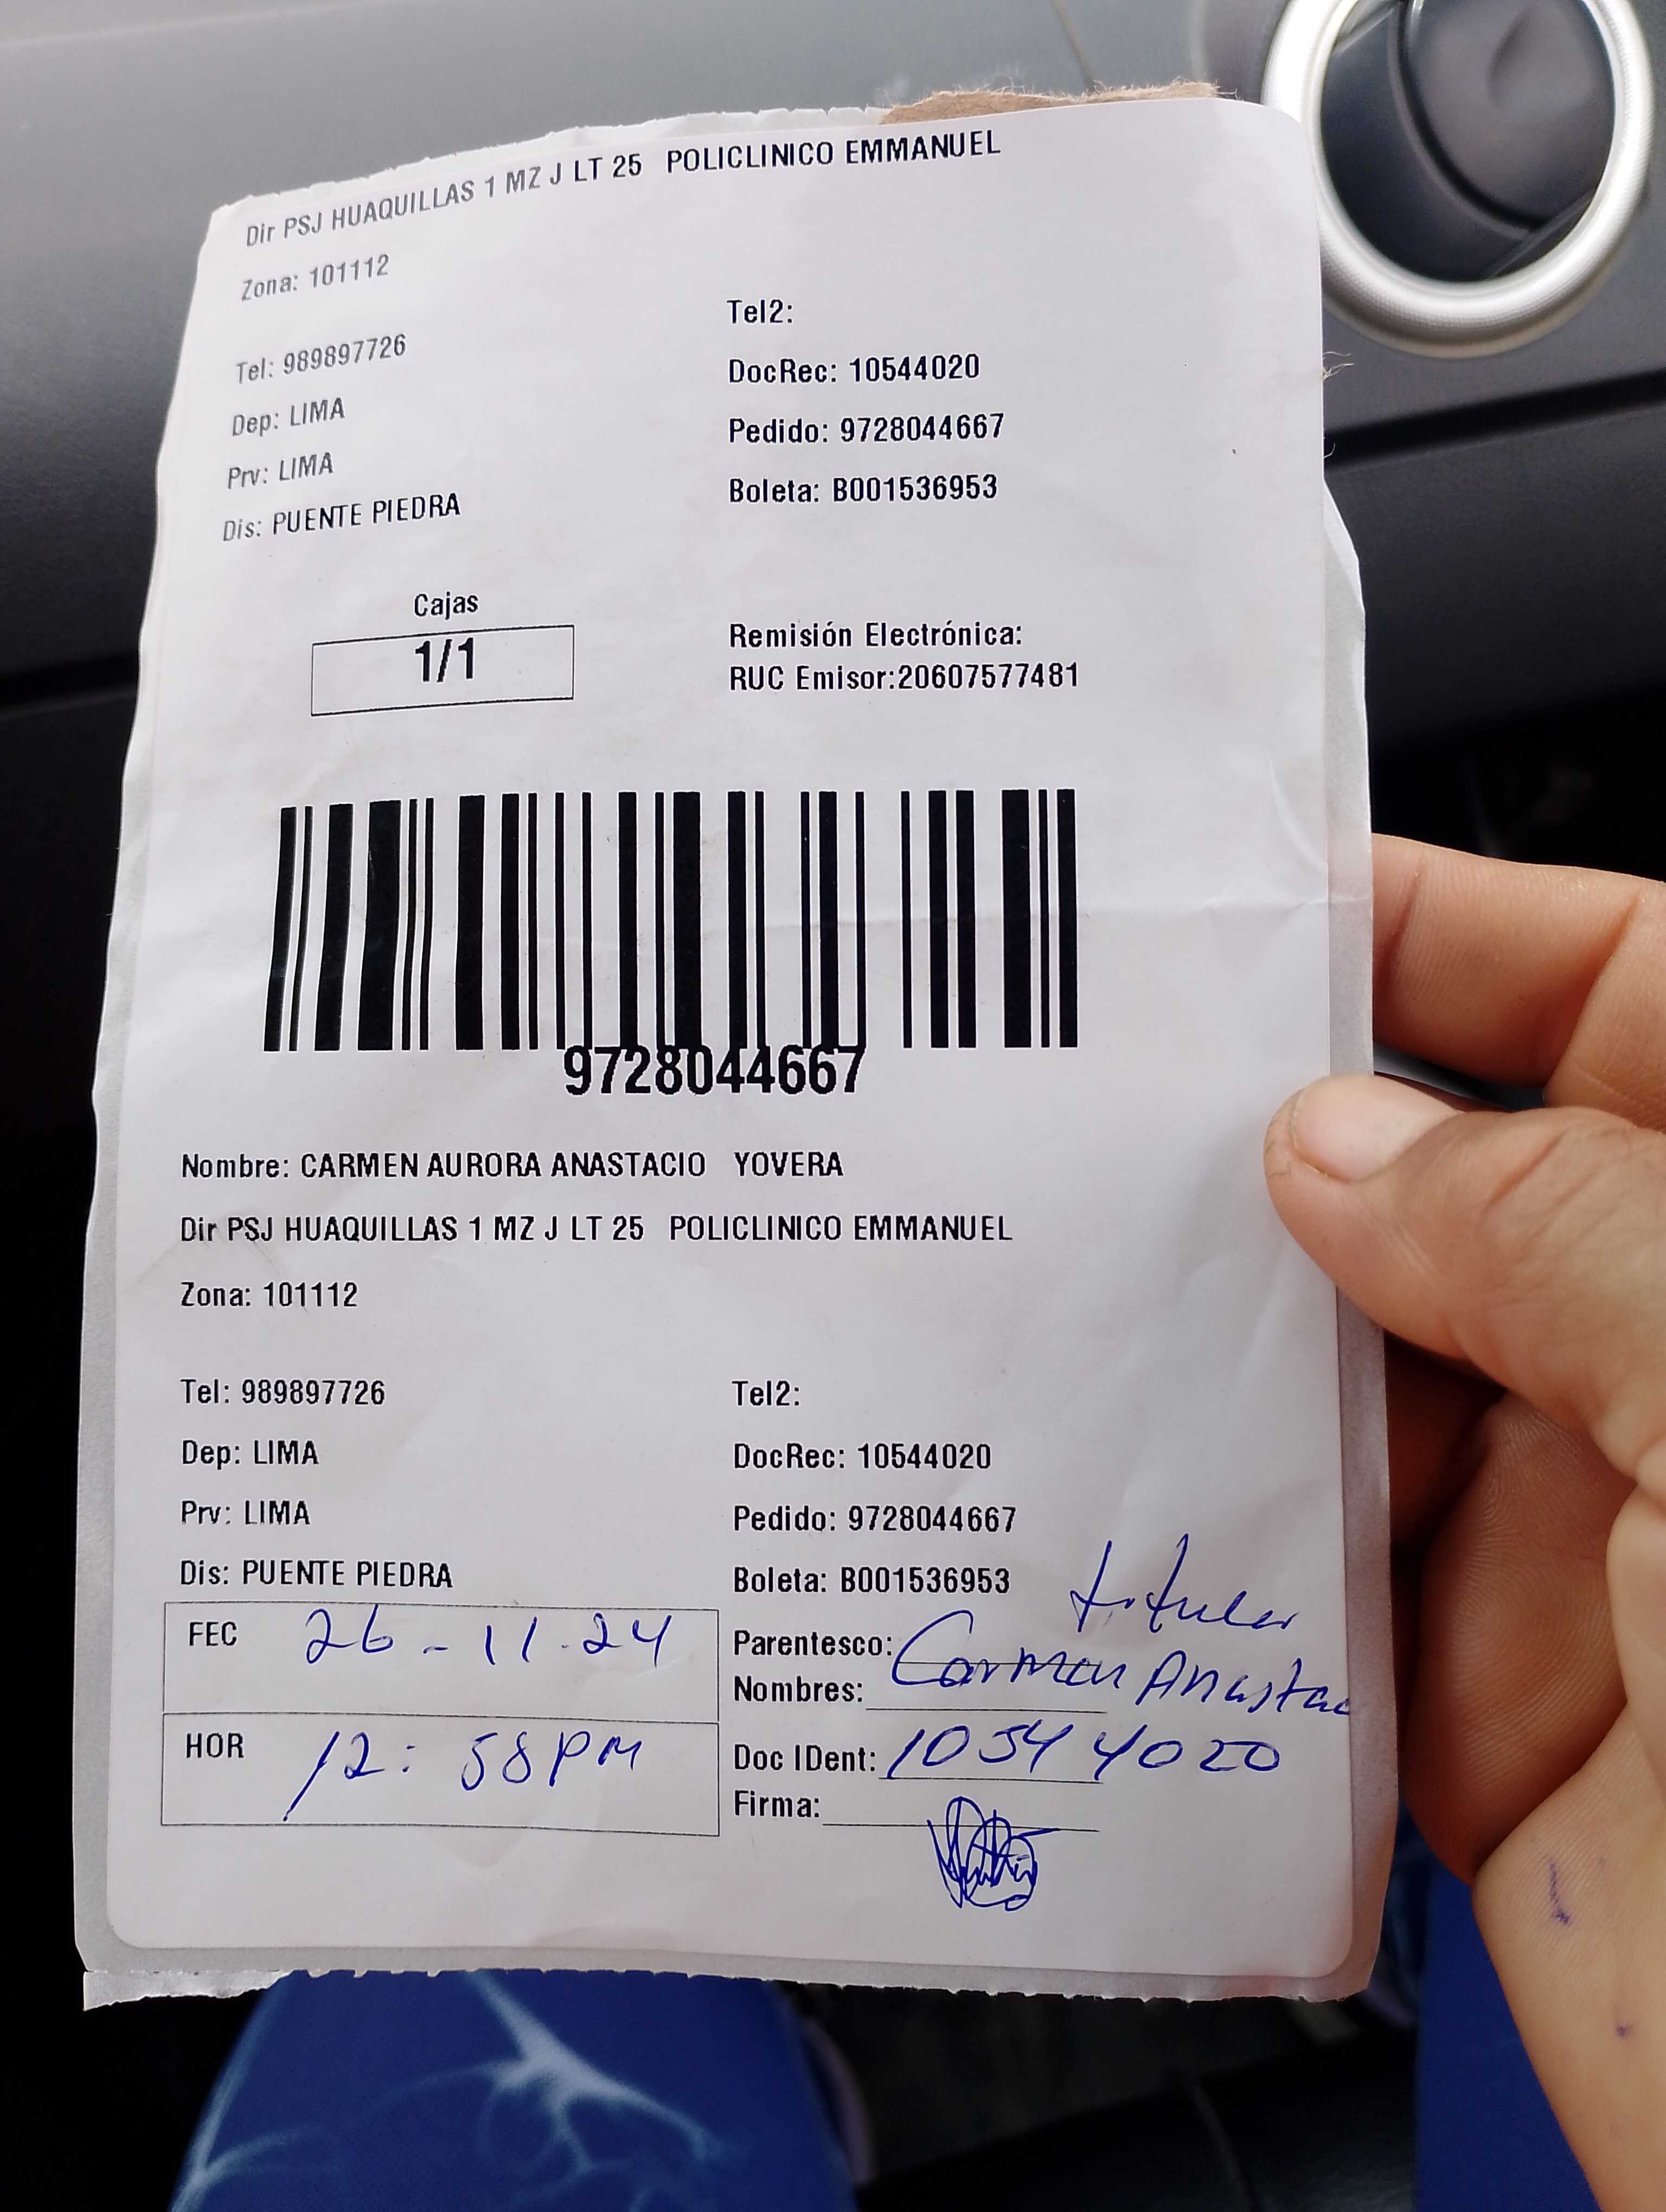 Dir PSJ HUAQUILLAS 1 MZ J LT 25 POLICLINICO EMMANUEL
Zona: 101112
Tel: 989897726
Tel2:
Dep: LIMA
DocRec: 10544020
Prv: LIMA
Pedido: 9728044667
Dis: PUENTE PIEDRA
Boleta: B001536953
Cajas
1/1
Remisión Electrónica:
RUC Emisor:20607577481
9728044667
Nombre: CARMEN AURORA ANASTACIO YOVERA
Dir PSJ HUAQUILLAS 1 MZ J LT 25 POLICLINICO EMMANUEL
Zona: 101112
Tel: 989897726
Tel2:
Dep: LIMA
DocRec: 10544020
Prv: LIMA
Pedido: 9728044667
Dis: PUENTE PIEDRA
Boleta: B001536953
FEC 26-11-24
Parentesco: titular
Nombres: Carmen Anastac
HOR 12:58 PM
Doc IDent: 10544020
Firma: